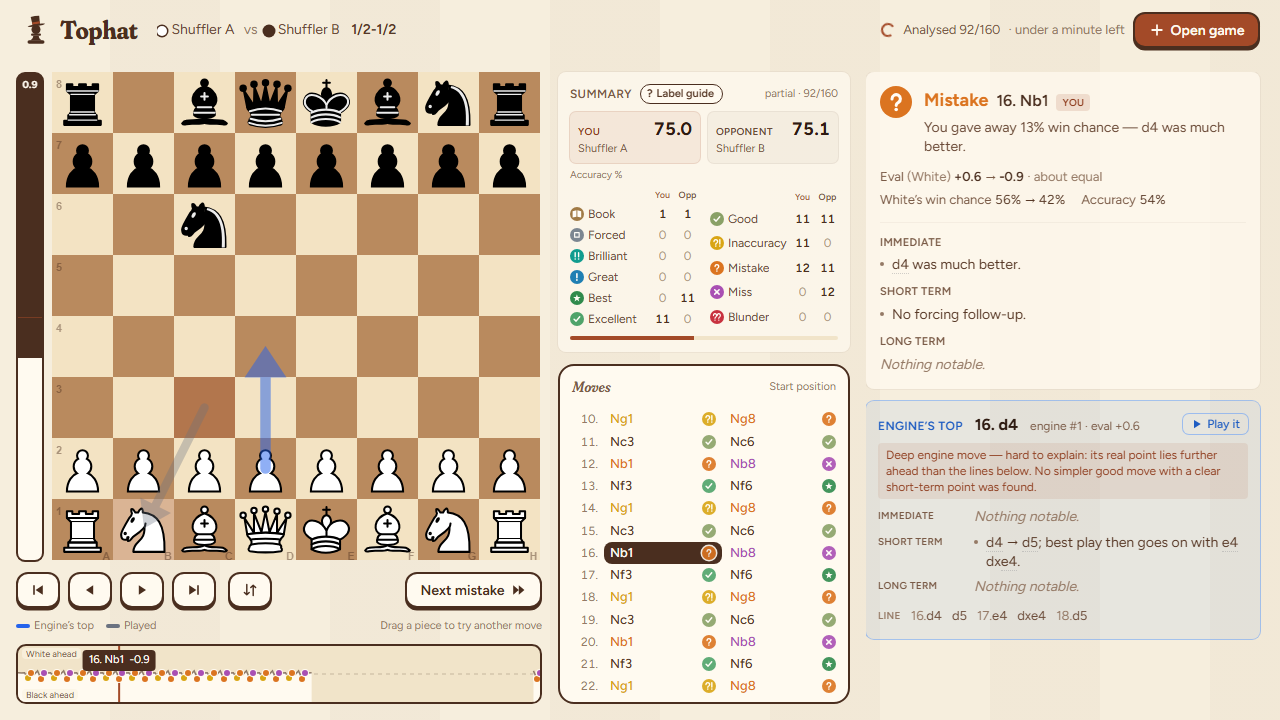 Tophat
Shuffler A vs Shuffler B 1/2-1/2
Analysed 92/160 · under a minute left
+ Open game
0.9
8
7
6
5
4
3
2
1
A B C D E F G H
Next mistake
Engine's top Played
Drag a piece to try another move
White ahead
16. Nb1 -0.9
Black ahead
SUMMARY ? Label guide partial · 92/160
YOU 75.0
Shuffler A
OPPONENT 75.1
Shuffler B
Accuracy %
You Opp
Book 1 1
Forced 0 0
Brilliant 0 0
Great 0 0
Best 0 11
Excellent 11 0
You Opp
Good 11 11
Inaccuracy 11 0
Mistake 12 11
Miss 0 12
Blunder 0 0
Moves Start position
10. Ng1 ?! Ng8 ?
11. Nc3 Nc6
12. Nb1 ? Nb8
13. Nf3 Nf6
14. Ng1 ?! Ng8 ?
15. Nc3 Nc6
16. Nb1 ? Nb8
17. Nf3 Nf6
18. Ng1 ?! Ng8 ?
19. Nc3 Nc6
20. Nb1 ? Nb8
21. Nf3 Nf6
22. Ng1 ?! Ng8 ?
? Mistake 16. Nb1 YOU
You gave away 13% win chance — d4 was much
better.
Eval (White) +0.6 → -0.9 · about equal
White's win chance 56% → 42% Accuracy 54%
IMMEDIATE
• d4 was much better.
SHORT TERM
• No forcing follow-up.
LONG TERM
Nothing notable.
ENGINE'S TOP 16. d4 engine #1 · eval +0.6 Play it
Deep engine move — hard to explain: its real point lies further
ahead than the lines below. No simpler good move with a clear
short-term point was found.
IMMEDIATE Nothing notable.
SHORT TERM • d4 → d5; best play then goes on with e4
dxe4.
LONG TERM Nothing notable.
LINE 16.d4 d5 17.e4 dxe4 18.d5